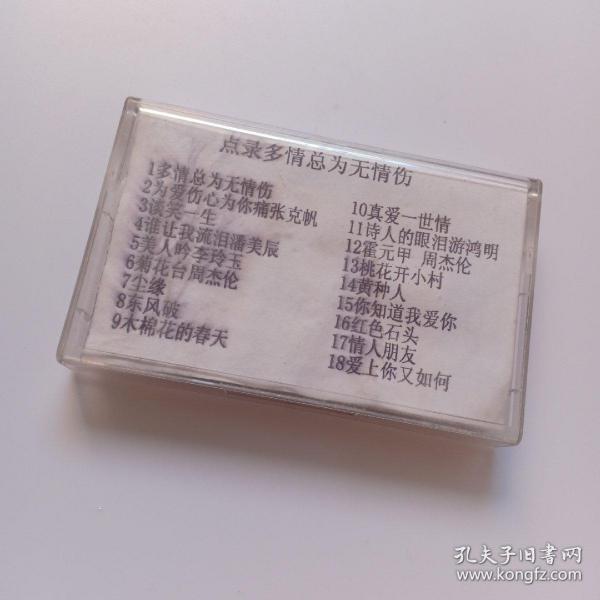 点录多情总为无情伤
1多情总为无情伤
2为爱伤心为你痛张克帆
3谈笑一生
4谁让我流泪潘美辰
5美人吟李玲玉
6菊花台周杰伦
7尘缘
8东风破
9木棉花的春天
10真爱一世情
11诗人的眼泪游鸿明
12霍元甲 周杰伦
13桃花开小村
14黄种人
15你知道我爱你
16红色石头
17情人朋友
18爱上你又如何
孔夫子旧书网
www.kongfz.com